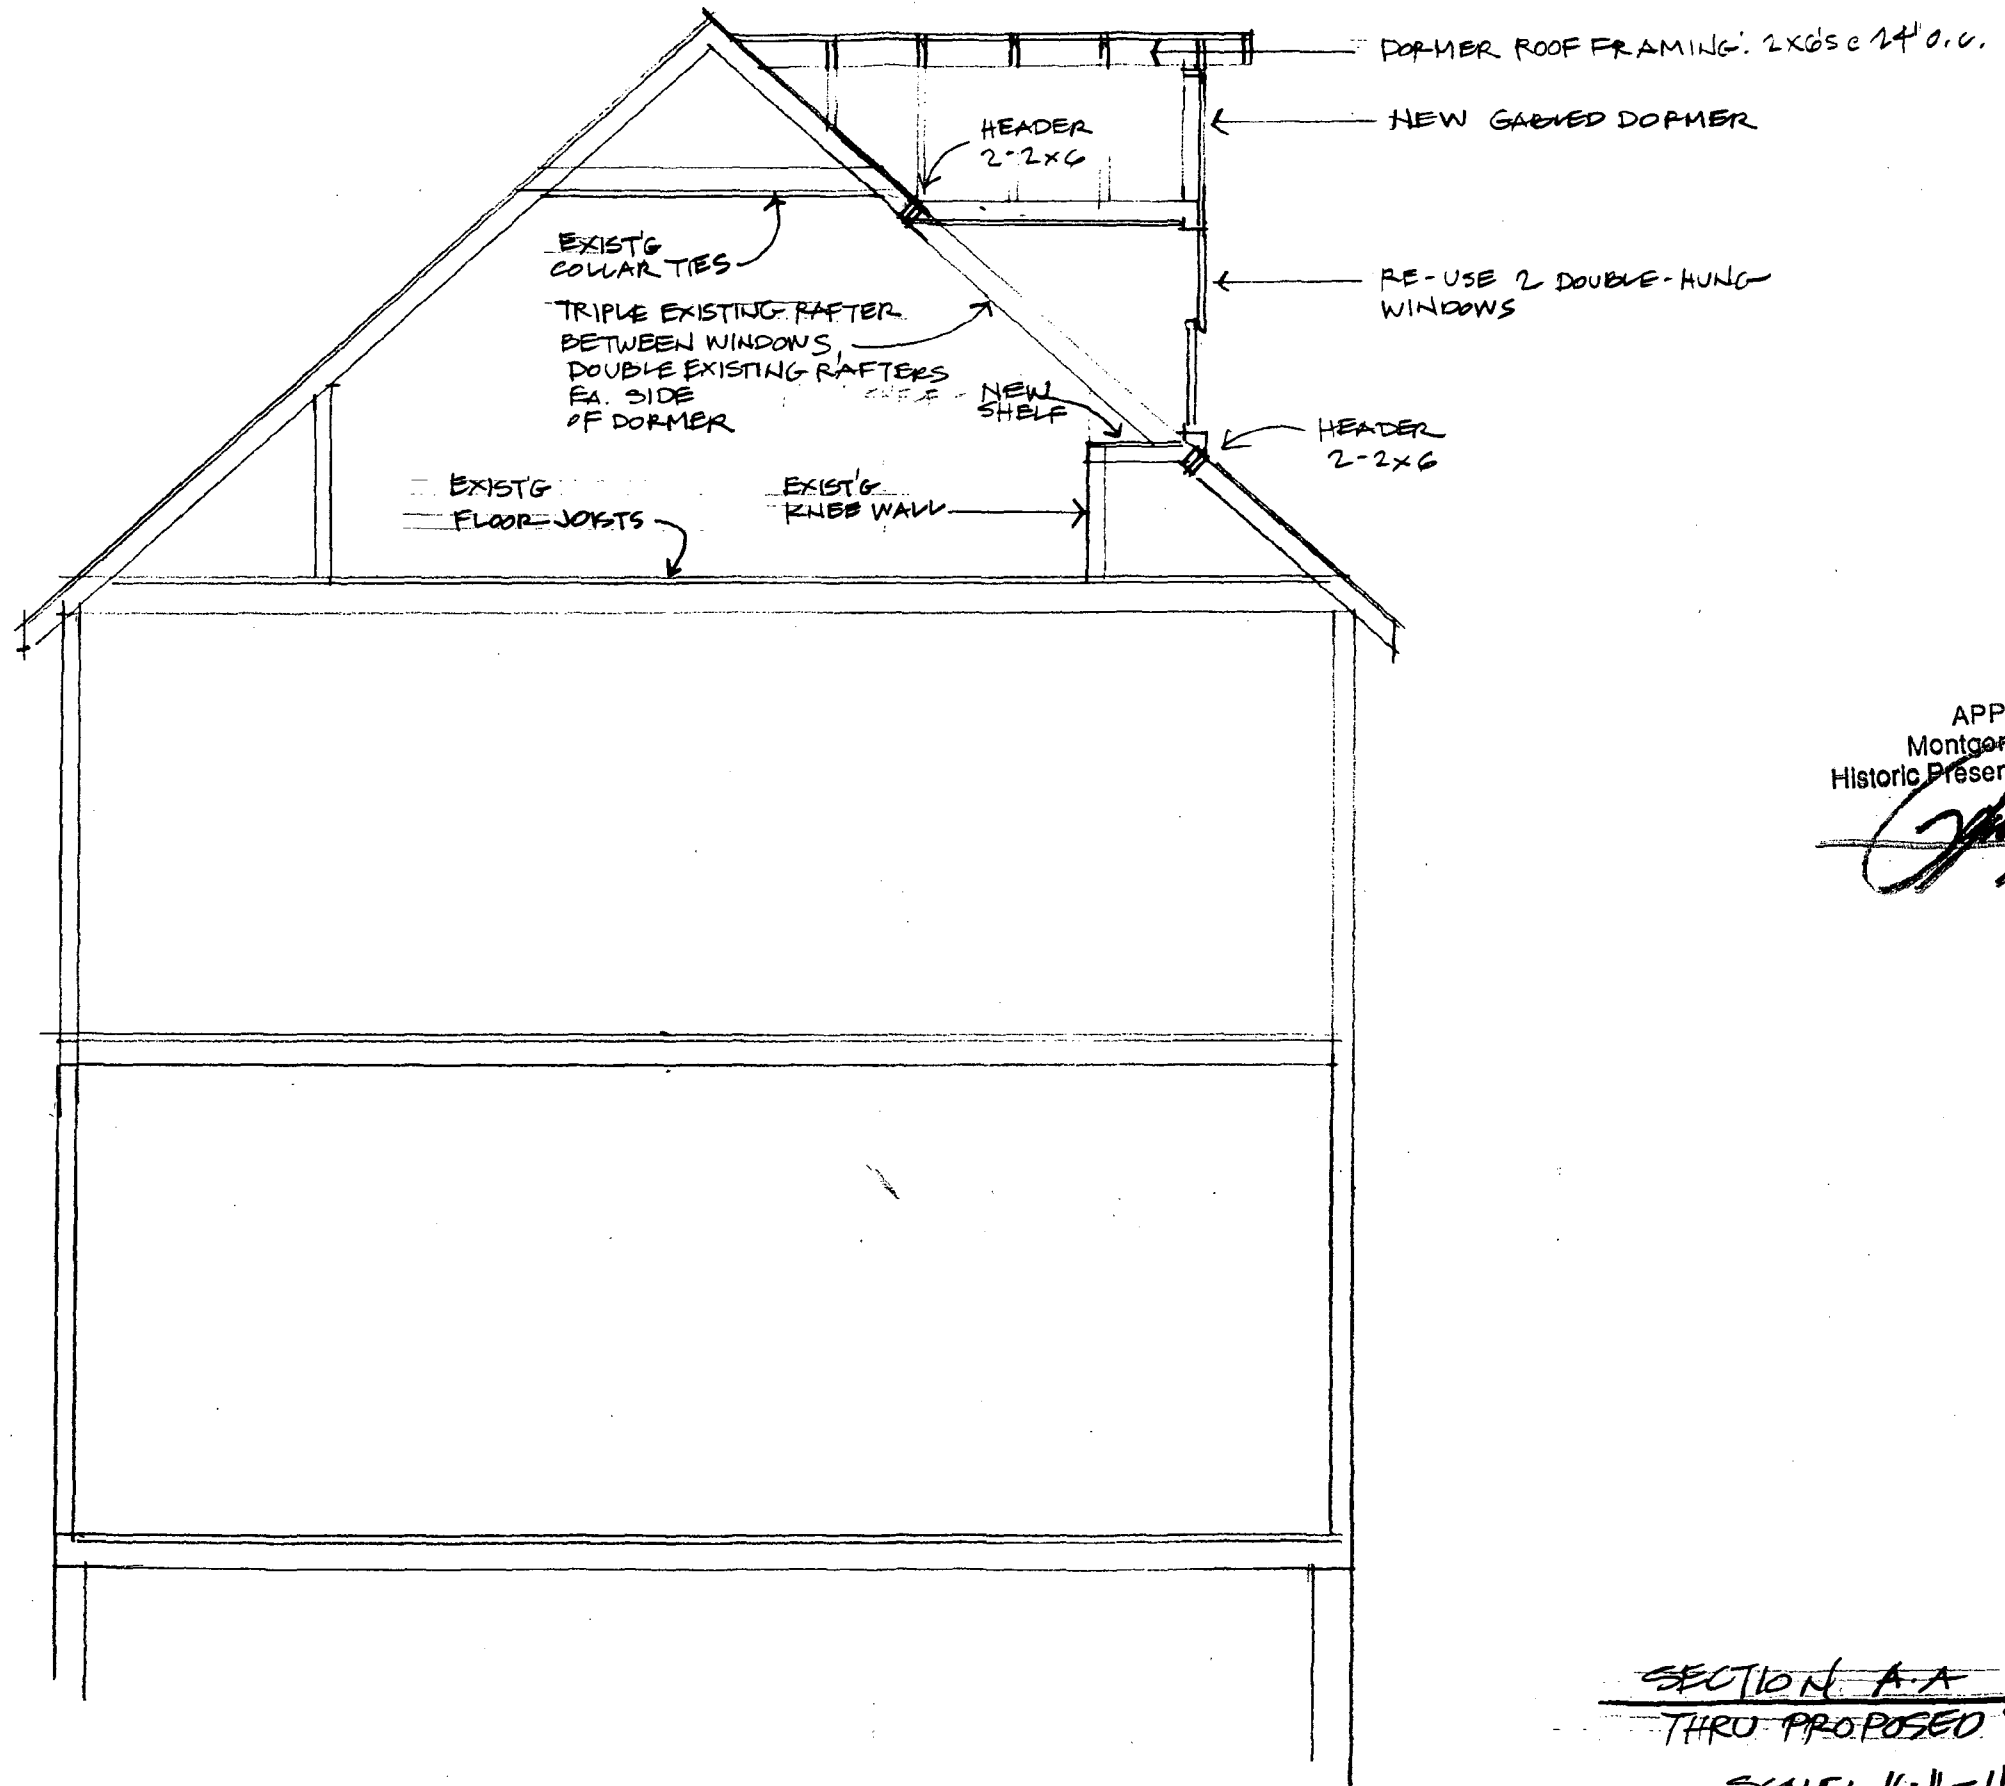 DORMER ROOF FRAMING: 2X6'S @ 24" O.C.
NEW GABLED DORMER
HEADER
2-2x6
EXIST'G
COLLAR TIES
RE-USE 2 DOUBLE-HUNG
WINDOWS
TRIPLE EXISTING RAFTER
BETWEEN WINDOWS,
DOUBLE EXISTING RAFTERS
EA. SIDE
OF DORMER
NEW
SHELF
HEADER
2-2x6
EXIST'G
FLOOR JOISTS
EXIST'G
KNEE WALL
APP
Montgom
Historic Preser
SECTION A-A
THRU PROPOSED
SCALE: